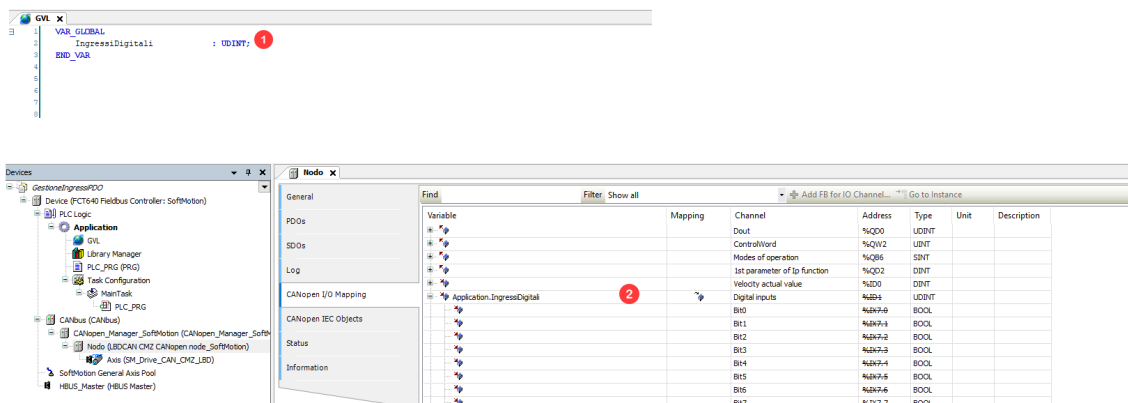 GVL x
1 VAR_GLOBAL
2 IngressiDigitali : UDINT; 1
3 END_VAR
4
5
6
7
8
Devices
GestioneIngressiPDO
Device (FCT640 Fieldbus Controller: SoftMotion)
PLC Logic
Application
GVL
Library Manager
PLC_PRG (PRG)
Task Configuration
MainTask
PLC_PRG
CANbus (CANbus)
CANopen_Manager_SoftMotion (CANopen_Manager_SoftM
Nodo (LBDCAN CMZ CANopen node_SoftMotion)
Axis (SM_Drive_CAN_CMZ_LBD)
SoftMotion General Axis Pool
HBUS_Master (HBUS Master)
Nodo x
General
PDOs
SDOs
Log
CANopen I/O Mapping
CANopen IEC Objects
Status
Information
Find Filter Show all Add FB for IO Channel... Go to Instance
Variable Mapping Channel Address Type Unit Description
Dout %QD0 UDINT
ControlWord %QW2 UINT
Modes of operation %QB6 SINT
1st parameter of Ip function %QD2 DINT
Velocity actual value %ID0 DINT
Application.IngressiDigitali 2 Digital inputs %ID1 UDINT
Bit0 %IX7.0 BOOL
Bit1 %IX7.1 BOOL
Bit2 %IX7.2 BOOL
Bit3 %IX7.3 BOOL
Bit4 %IX7.4 BOOL
Bit5 %IX7.5 BOOL
Bit6 %IX7.6 BOOL
Bit7 %IX7.7 BOOL